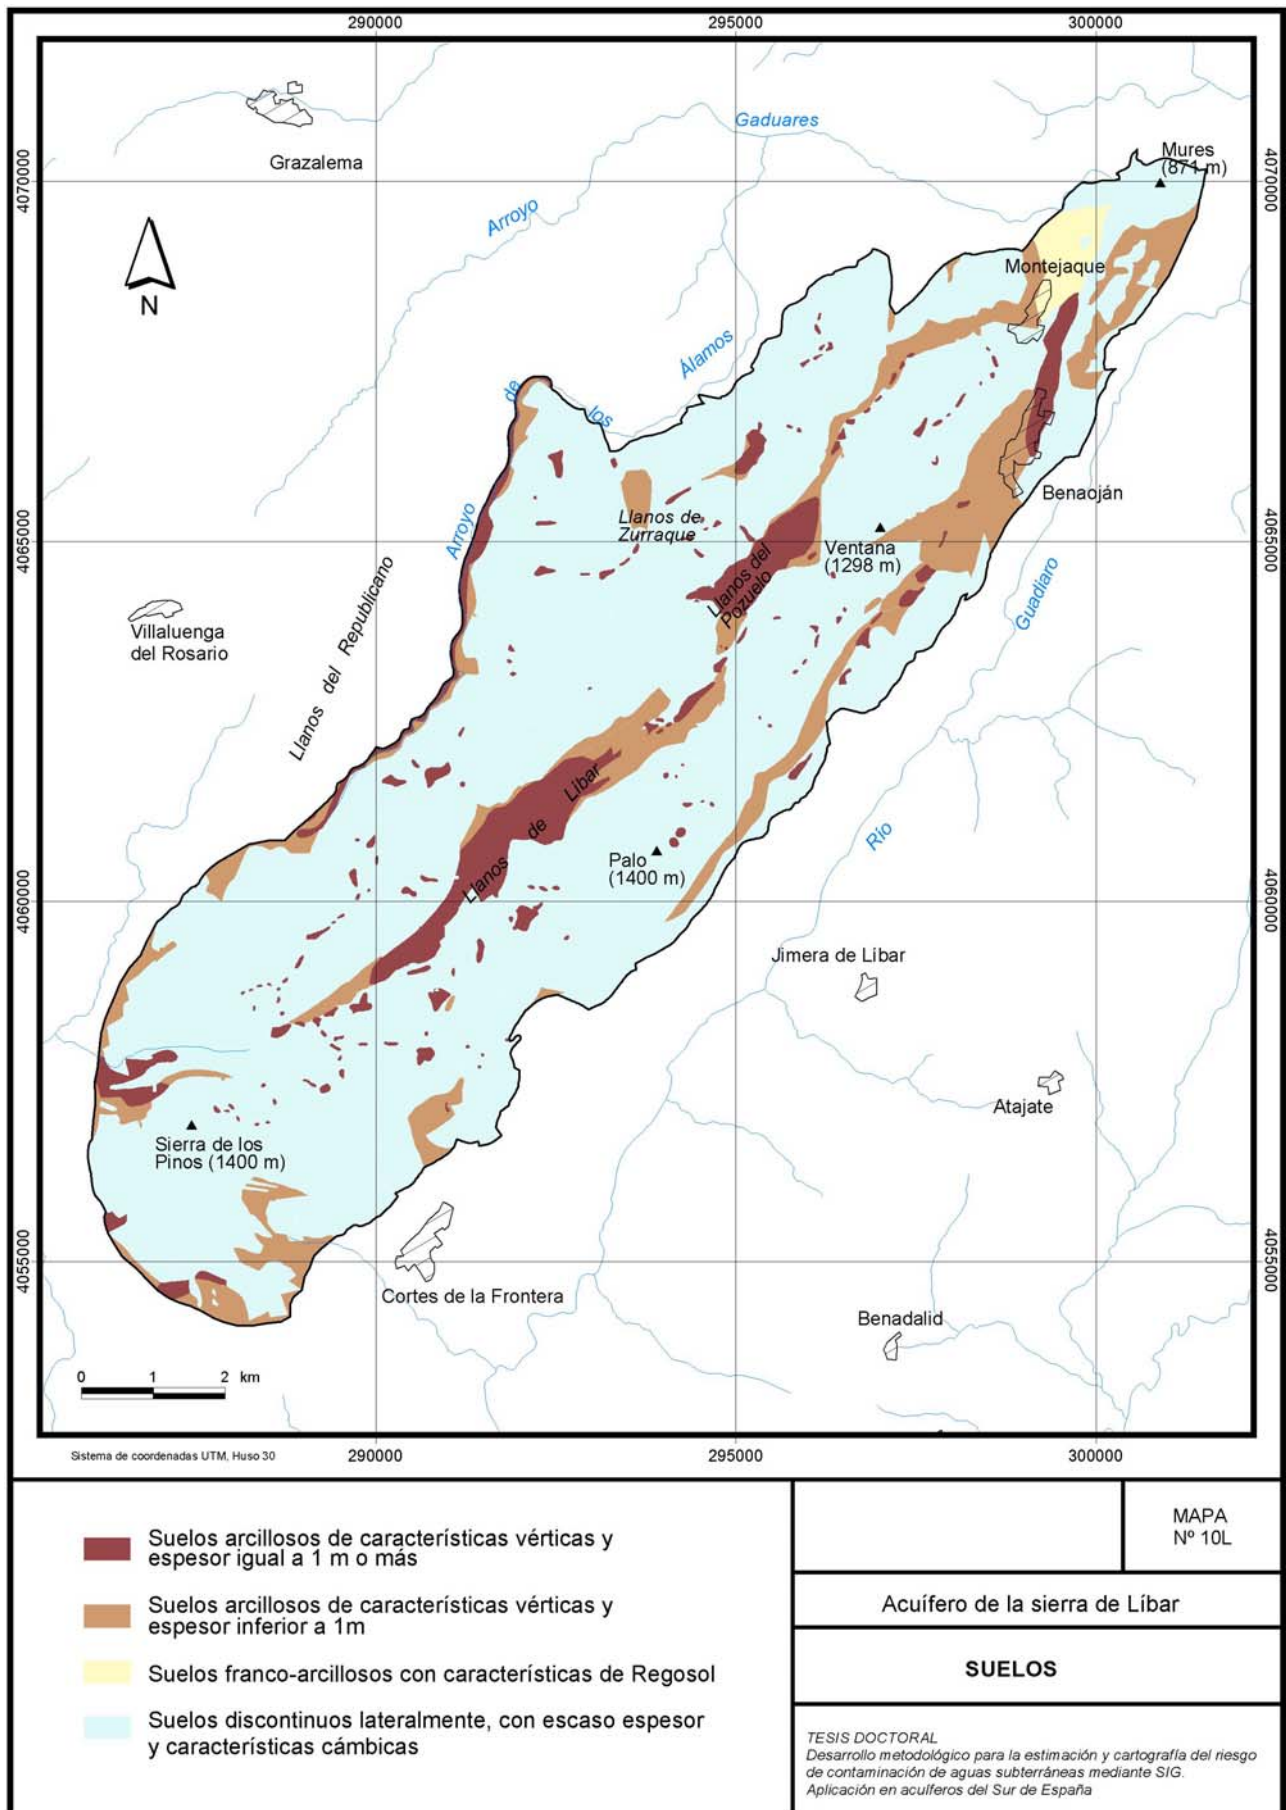 290000
295000
300000
Gaduares
Mures
(871 m)
Grazalema
4070000
4070000
Arroyo
N
Montejaque
Álamos
de
los
Benaoján
Llanos de
Zurraque
Arroyo
4065000
4065000
Ventana
(1298 m)
Llanos del
Pozuelo
Guadiaro
Villaluenga
del Rosario
Llanos del Republicano
Llanos de Líbar
Río
Palo
(1400 m)
4060000
4060000
Jimera de Líbar
Atajate
Sierra de los
Pinos (1400 m)
4055000
4055000
Cortes de la Frontera
Benadalid
0 1 2 km
Sistema de coordenadas UTM, Huso 30
290000
295000
300000
Suelos arcillosos de características vérticas y
espesor igual a 1 m o más
Suelos arcillosos de características vérticas y
espesor inferior a 1m
Suelos franco-arcillosos con características de Regosol
Suelos discontinuos lateralmente, con escaso espesor
y características cámbicas
MAPA
Nº 10L
Acuífero de la sierra de Líbar
SUELOS
TESIS DOCTORAL
Desarrollo metodológico para la estimación y cartografía del riesgo
de contaminación de aguas subterráneas mediante SIG.
Aplicación en acuíferos del Sur de España